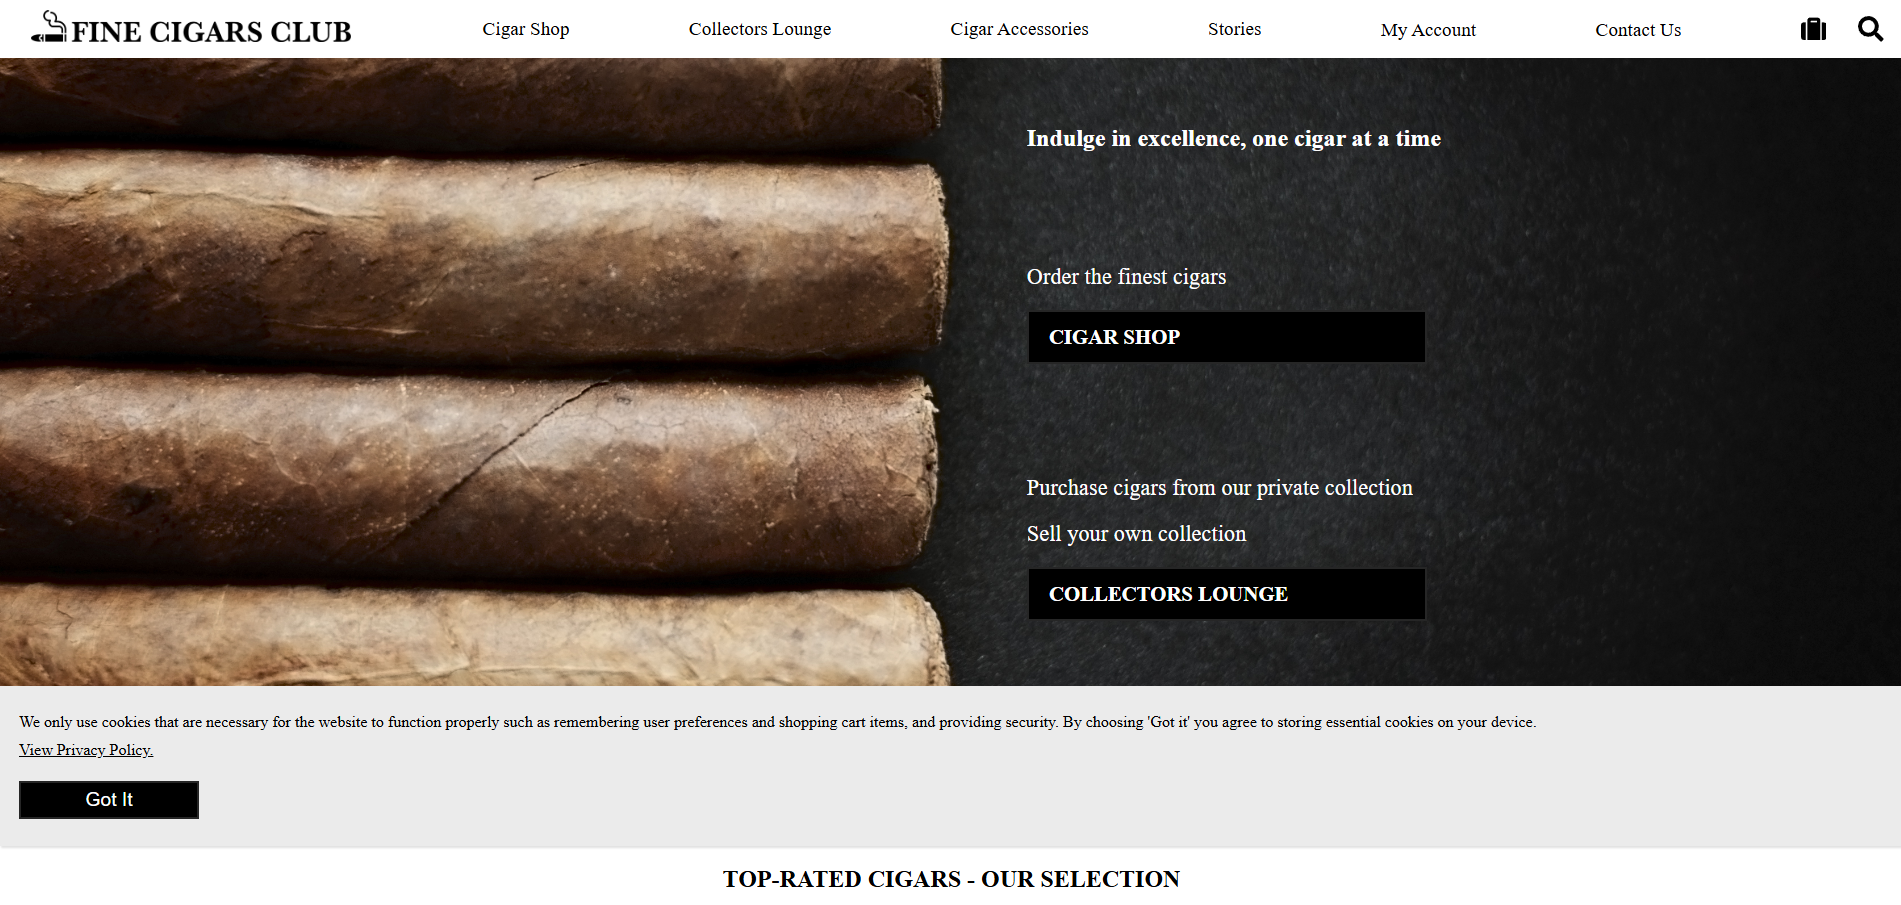 FINE CIGARS CLUB
Cigar Shop
Collectors Lounge
Cigar Accessories
Stories
My Account
Contact Us
Indulge in excellence, one cigar at a time
Order the finest cigars
CIGAR SHOP
Purchase cigars from our private collection
Sell your own collection
COLLECTORS LOUNGE
We only use cookies that are necessary for the website to function properly such as remembering user preferences and shopping cart items, and providing security. By choosing 'Got it' you agree to storing essential cookies on your device.
View Privacy Policy.
Got It
TOP-RATED CIGARS - OUR SELECTION